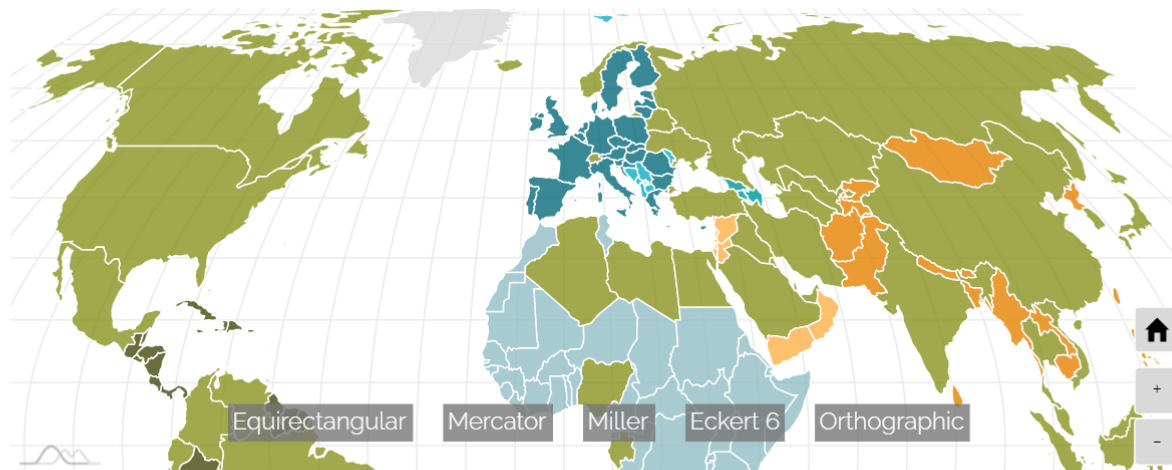 Equirectangular
Mercator
Miller
Eckert 6
Orthographic
+
-